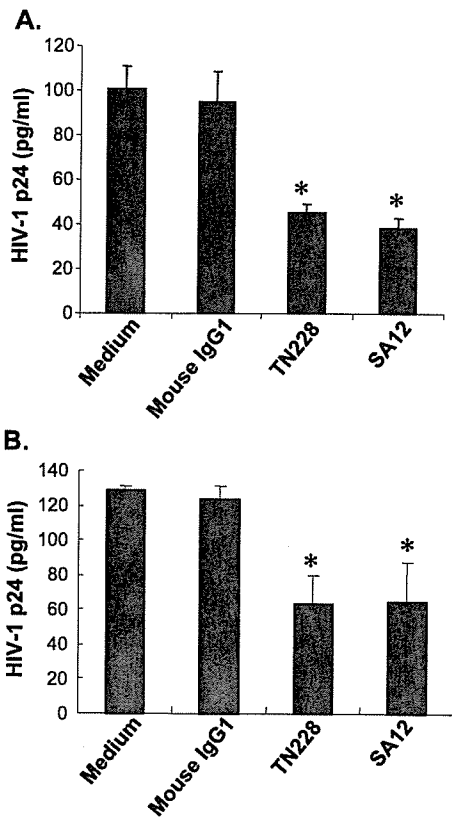 A.
120
100
80
60
40
20
0
HIV-1 p24 (pg/ml)
*
*
Medium
Mouse IgG1
TN228
SA12
B.
140
120
100
80
60
40
20
0
HIV-1 p24 (pg/ml)
*
*
Medium
Mouse IgG1
TN228
SA12